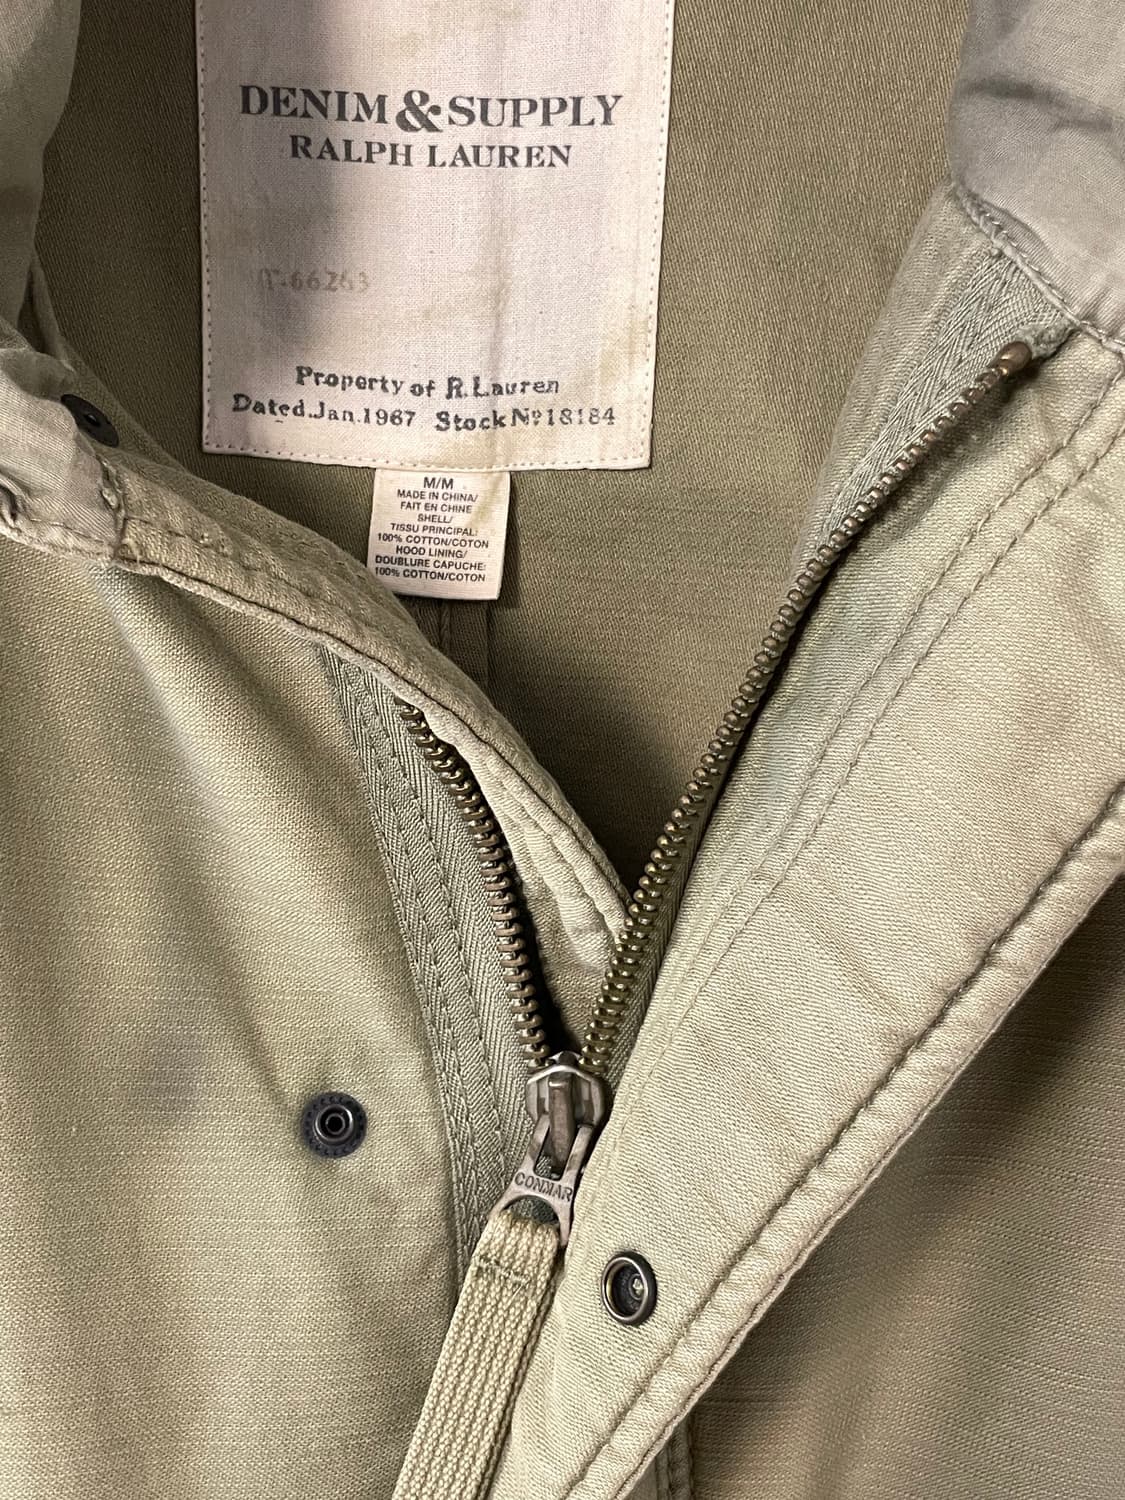 DENIM & SUPPLY
RALPH LAUREN
T-66263
Property of R. Lauren
Dated.Jan.1967 Stock No 18184
M/M
MADE IN CHINA/
FAIT EN CHINE
SHELL/
TISSU PRINCIPAL:
100% COTTON/COTON
HOOD LINING/
DOUBLURE CAPUCHE:
100% COTTON/COTON
CONMAR